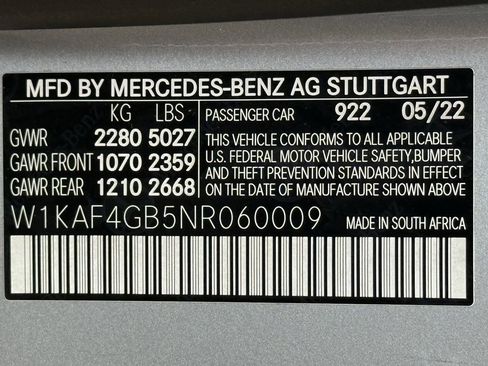 MFD BY MERCEDES-BENZ AG STUTTGART
KG LBS
PASSENGER CAR 922 05/22
GVWR 2280 5027
GAWR FRONT 1070 2359
GAWR REAR 1210 2668
THIS VEHICLE CONFORMS TO ALL APPLICABLE
U.S. FEDERAL MOTOR VEHICLE SAFETY,BUMPER
AND THEFT PREVENTION STANDARDS IN EFFECT
ON THE DATE OF MANUFACTURE SHOWN ABOVE
W1KAF4GB5NR060009 MADE IN SOUTH AFRICA